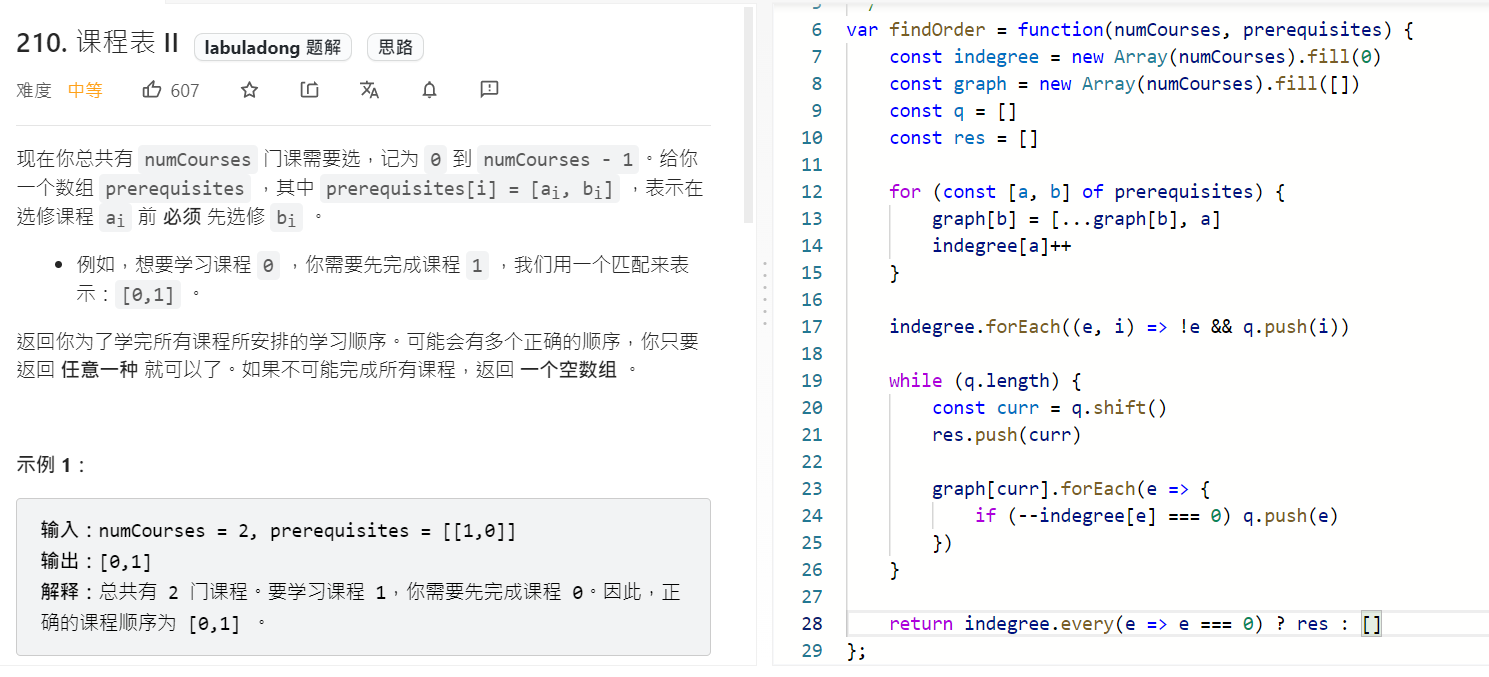 210. 课程表 II labuladong 题解 思路
难度 中等 607
现在你总共有 numCourses 门课需要选，记为 0 到 numCourses - 1 。给你
一个数组 prerequisites ，其中 prerequisites[i] = [ai, bi] ，表示在
选修课程 ai 前 必须 先选修 bi 。
• 例如，想要学习课程 0 ，你需要先完成课程 1 ，我们用一个匹配来表
示：[0,1] 。
返回你为了学完所有课程所安排的学习顺序。可能会有多个正确的顺序，你只要
返回 任意一种 就可以了。如果不可能完成所有课程，返回 一个空数组 。
示例 1：
输入：numCourses = 2, prerequisites = [[1,0]]
输出：[0,1]
解释：总共有 2 门课程。要学习课程 1，你需要先完成课程 0。因此，正
确的课程顺序为 [0,1] 。
6 var findOrder = function(numCourses, prerequisites) {
7     const indegree = new Array(numCourses).fill(0)
8     const graph = new Array(numCourses).fill([])
9     const q = []
10     const res = []
11
12     for (const [a, b] of prerequisites) {
13         graph[b] = [...graph[b], a]
14         indegree[a]++
15     }
16
17     indegree.forEach((e, i) => !e && q.push(i))
18
19     while (q.length) {
20         const curr = q.shift()
21         res.push(curr)
22
23         graph[curr].forEach(e => {
24             if (--indegree[e] === 0) q.push(e)
25         })
26     }
27
28     return indegree.every(e => e === 0) ? res : []
29 };